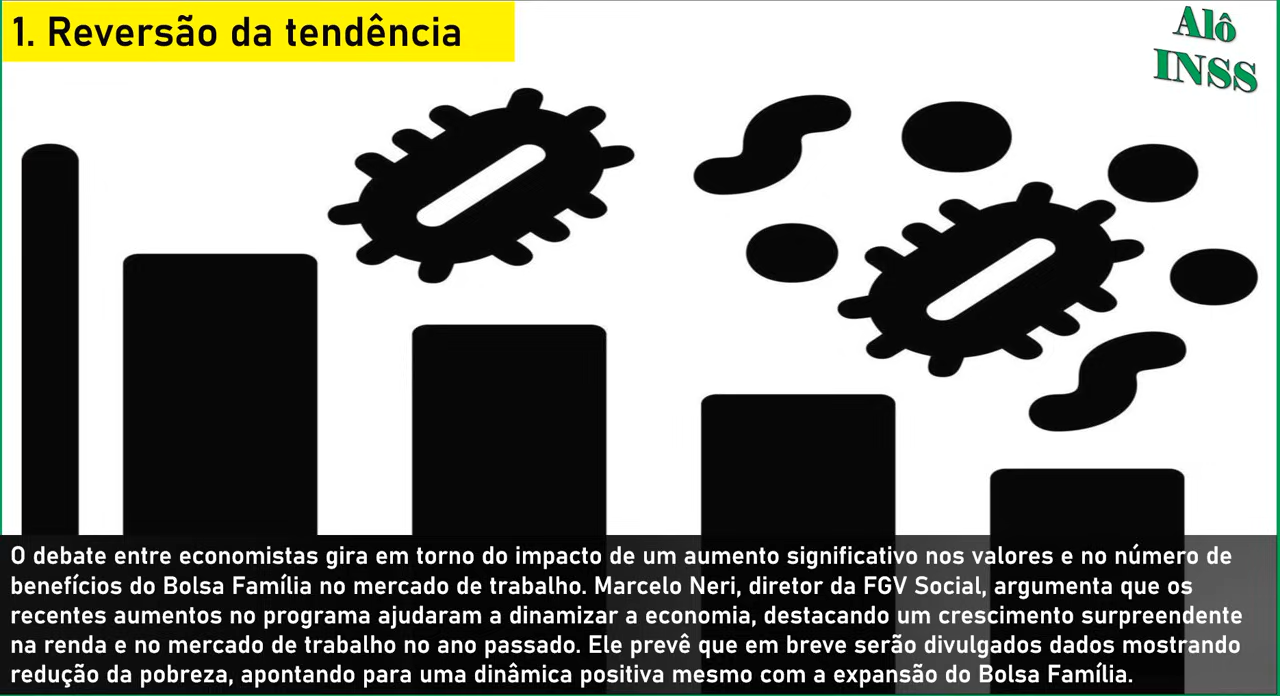 1. Reversão da tendência
Alô
INSS
O debate entre economistas gira em torno do impacto de um aumento significativo nos valores e no número de
benefícios do Bolsa Família no mercado de trabalho. Marcelo Neri, diretor da FGV Social, argumenta que os
recentes aumentos no programa ajudaram a dinamizar a economia, destacando um crescimento surpreendente
na renda e no mercado de trabalho no ano passado. Ele prevê que em breve serão divulgados dados mostrando
redução da pobreza, apontando para uma dinâmica positiva mesmo com a expansão do Bolsa Família.